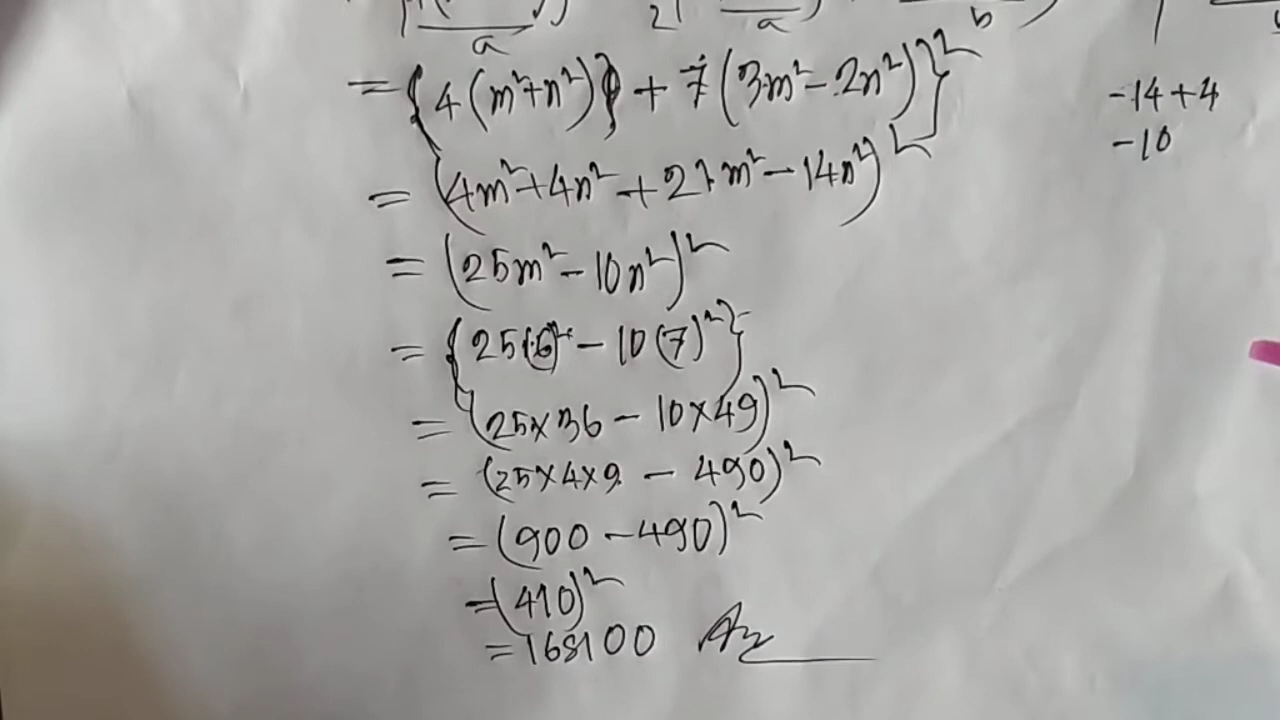 a 2 a b
= {4(m²+n²)} + 7(3m²-2n²)}²
-14+4
-10
= (4m²+4n²+21m²-14n²)²
= (25m²-10n²)²
= {25(6)²-10(7)²}²
= (25×36-10×49)²
= (25×4×9-490)²
= (900-490)²
= (410)²
= 168100